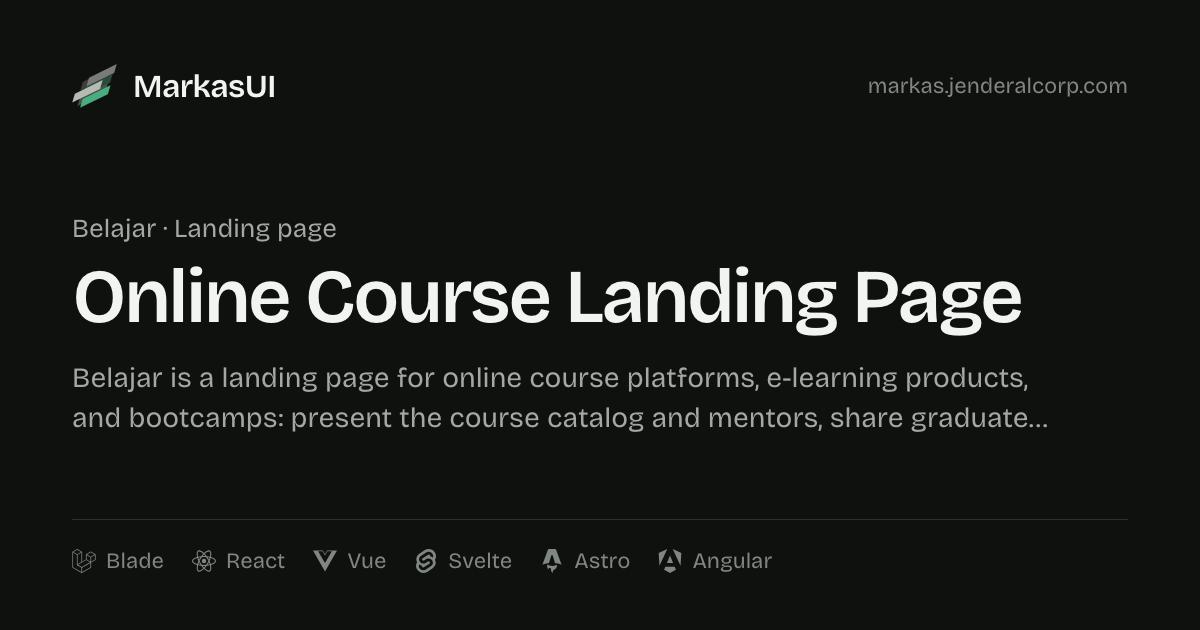 MarkasUI
markas.jenderalcorp.com
Belajar · Landing page
Online Course Landing Page
Belajar is a landing page for online course platforms, e-learning products,
and bootcamps: present the course catalog and mentors, share graduate...
Blade React Vue Svelte Astro Angular